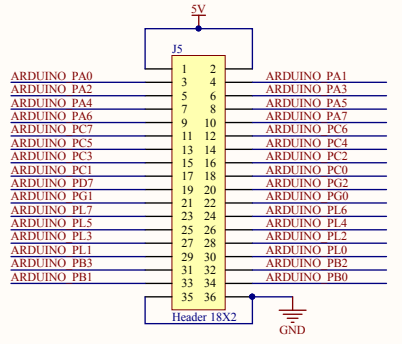 5V
J5
1 2
ARDUINO PA0 3 4 ARDUINO PA1
ARDUINO PA2 5 6 ARDUINO PA3
ARDUINO PA4 7 8 ARDUINO PA5
ARDUINO PA6 9 10 ARDUINO PA7
ARDUINO PC7 11 12 ARDUINO PC6
ARDUINO PC5 13 14 ARDUINO PC4
ARDUINO PC3 15 16 ARDUINO PC2
ARDUINO PC1 17 18 ARDUINO PC0
ARDUINO PD7 19 20 ARDUINO PG2
ARDUINO PG1 21 22 ARDUINO PG0
ARDUINO PL7 23 24 ARDUINO PL6
ARDUINO PL5 25 26 ARDUINO PL4
ARDUINO PL3 27 28 ARDUINO PL2
ARDUINO PL1 29 30 ARDUINO PL0
ARDUINO PB3 31 32 ARDUINO PB2
ARDUINO PB1 33 34 ARDUINO PB0
35 36
Header 18X2
GND